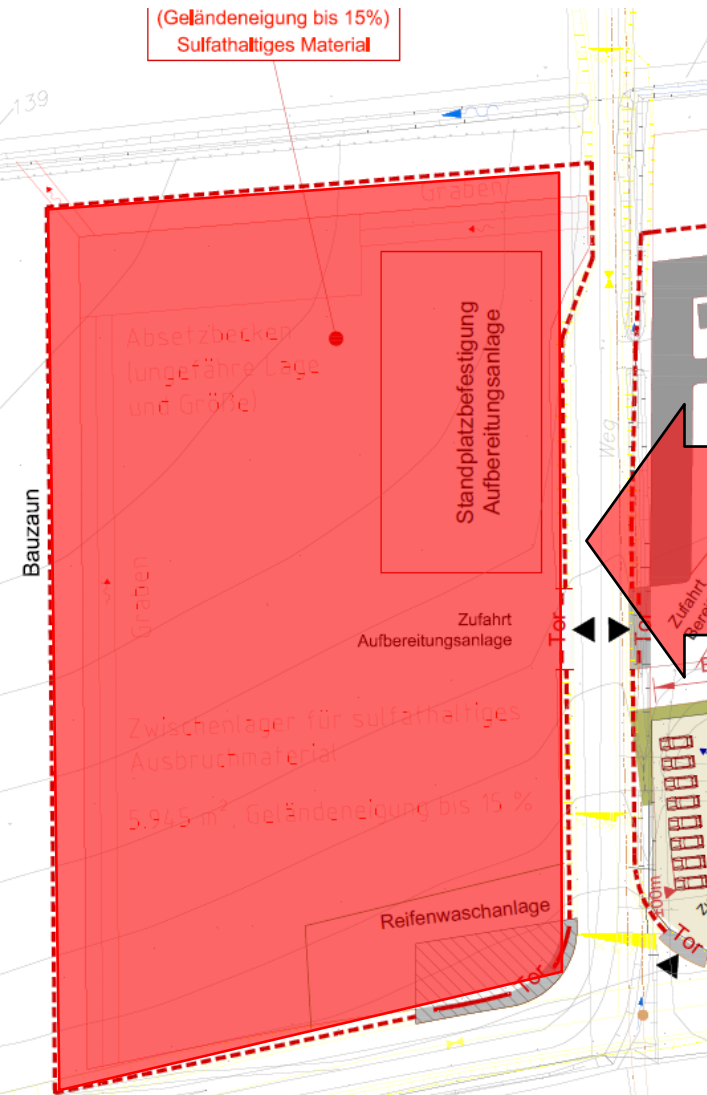 (Geländeneigung bis 15%)
Sulfathaltiges Material
139
Graben
Absetzbecken
(ungefähre Lage
und Größe)
Standplatzbefestigung
Aufbereitungsanlage
Weg
Bauzaun
Graben
Zufahrt
Aufbereitungsanlage
Tor
Tor
Zufahrt
Zwischenlager für sulfathaltiges
Ausbruchmaterial
5.945 m², Geländeneigung bis 15 %
Reifenwaschanlage
Tor
100m
Tor